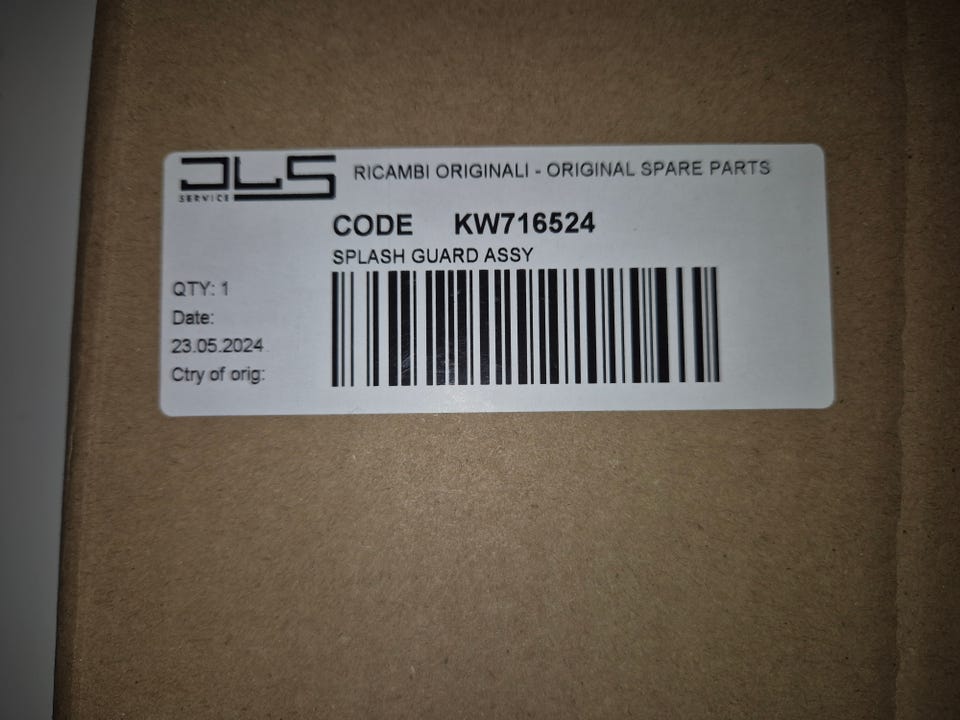 DLS SERVICE
RICAMBI ORIGINALI - ORIGINAL SPARE PARTS
CODE KW716524
SPLASH GUARD ASSY
QTY: 1
Date:
23.05.2024
Ctry of orig: